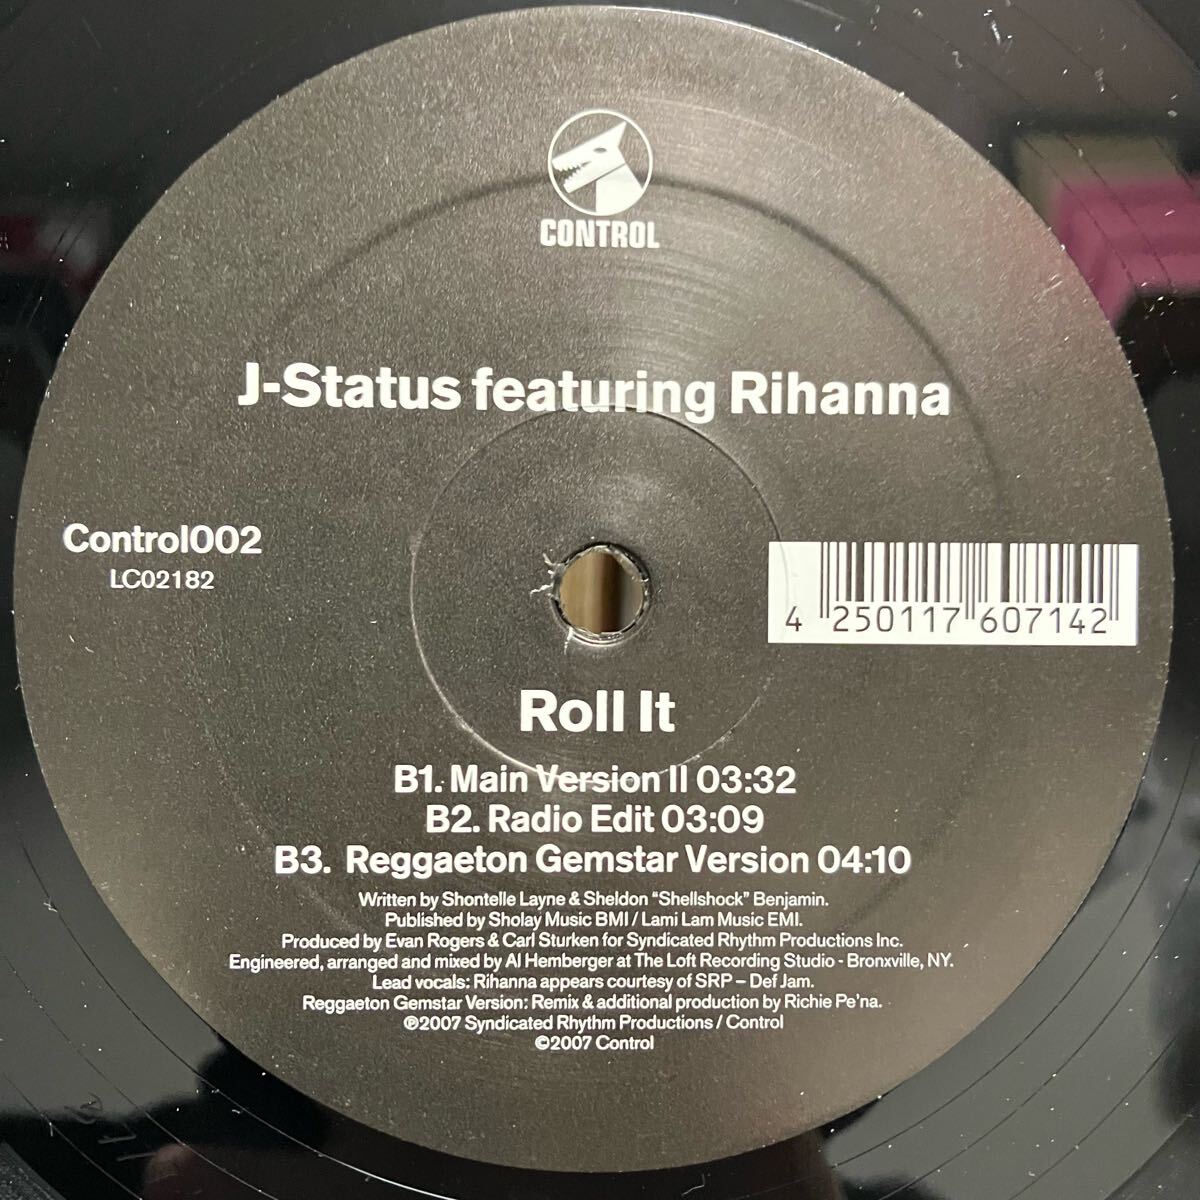 CONTROL
J-Status featuring Rihanna
Control002
LC02182
4 250117 607142
Roll It
B1. Main Version II 03:32
B2. Radio Edit 03:09
B3. Reggaeton Gemstar Version 04:10
Written by Shontelle Layne & Sheldon "Shellshock" Benjamin.
Published by Sholay Music BMI / Lami Lam Music EMI.
Produced by Evan Rogers & Carl Sturken for Syndicated Rhythm Productions Inc.
Engineered, arranged and mixed by Al Hemberger at The Loft Recording Studio - Bronxville, NY.
Lead vocals: Rihanna appears courtesy of SRP – Def Jam.
Reggaeton Gemstar Version: Remix & additional production by Richie Pe'na.
℗2007 Syndicated Rhythm Productions / Control
©2007 Control